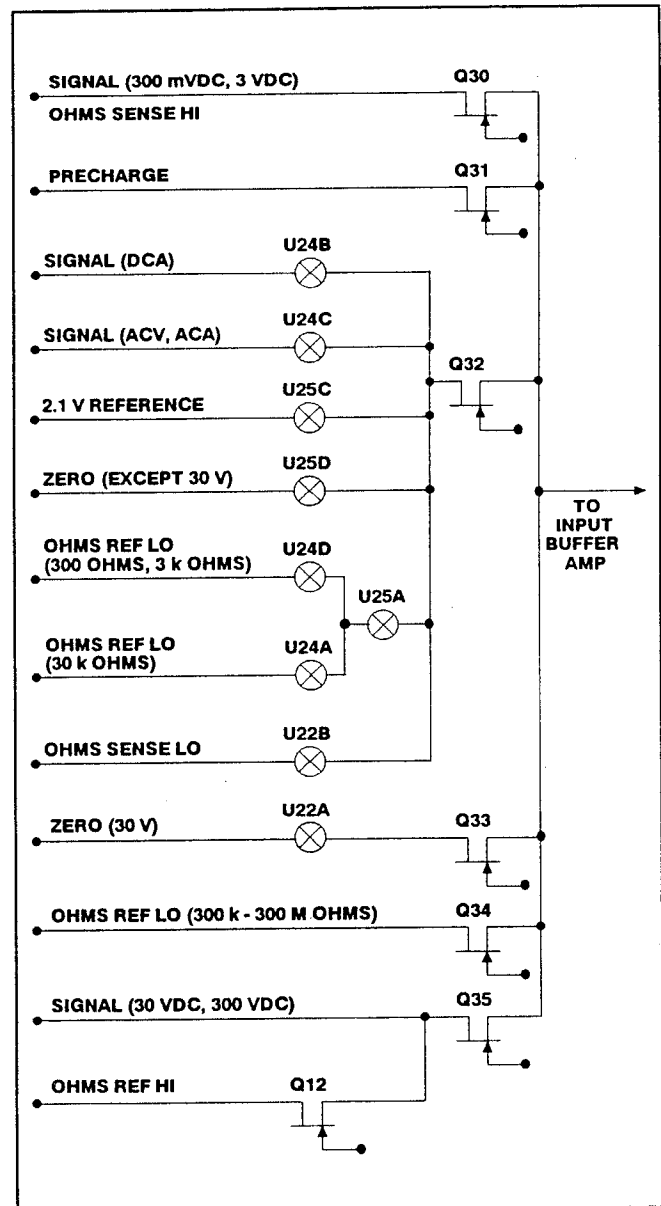 SIGNAL (300 mVDC, 3 VDC)
Q30
OHMS SENSE HI
PRECHARGE
Q31
U24B
SIGNAL (DCA)
U24C
SIGNAL (ACV, ACA)
Q32
U25C
2.1 V REFERENCE
U25D
ZERO (EXCEPT 30 V)
TO
INPUT
BUFFER
AMP
OHMS REF LO
(300 OHMS, 3 k OHMS)
U24D
U25A
OHMS REF LO
(30 k OHMS)
U24A
U22B
OHMS SENSE LO
U22A
ZERO (30 V)
Q33
OHMS REF LO (300 k - 300 M OHMS)
Q34
SIGNAL (30 VDC, 300 VDC)
Q35
OHMS REF HI
Q12